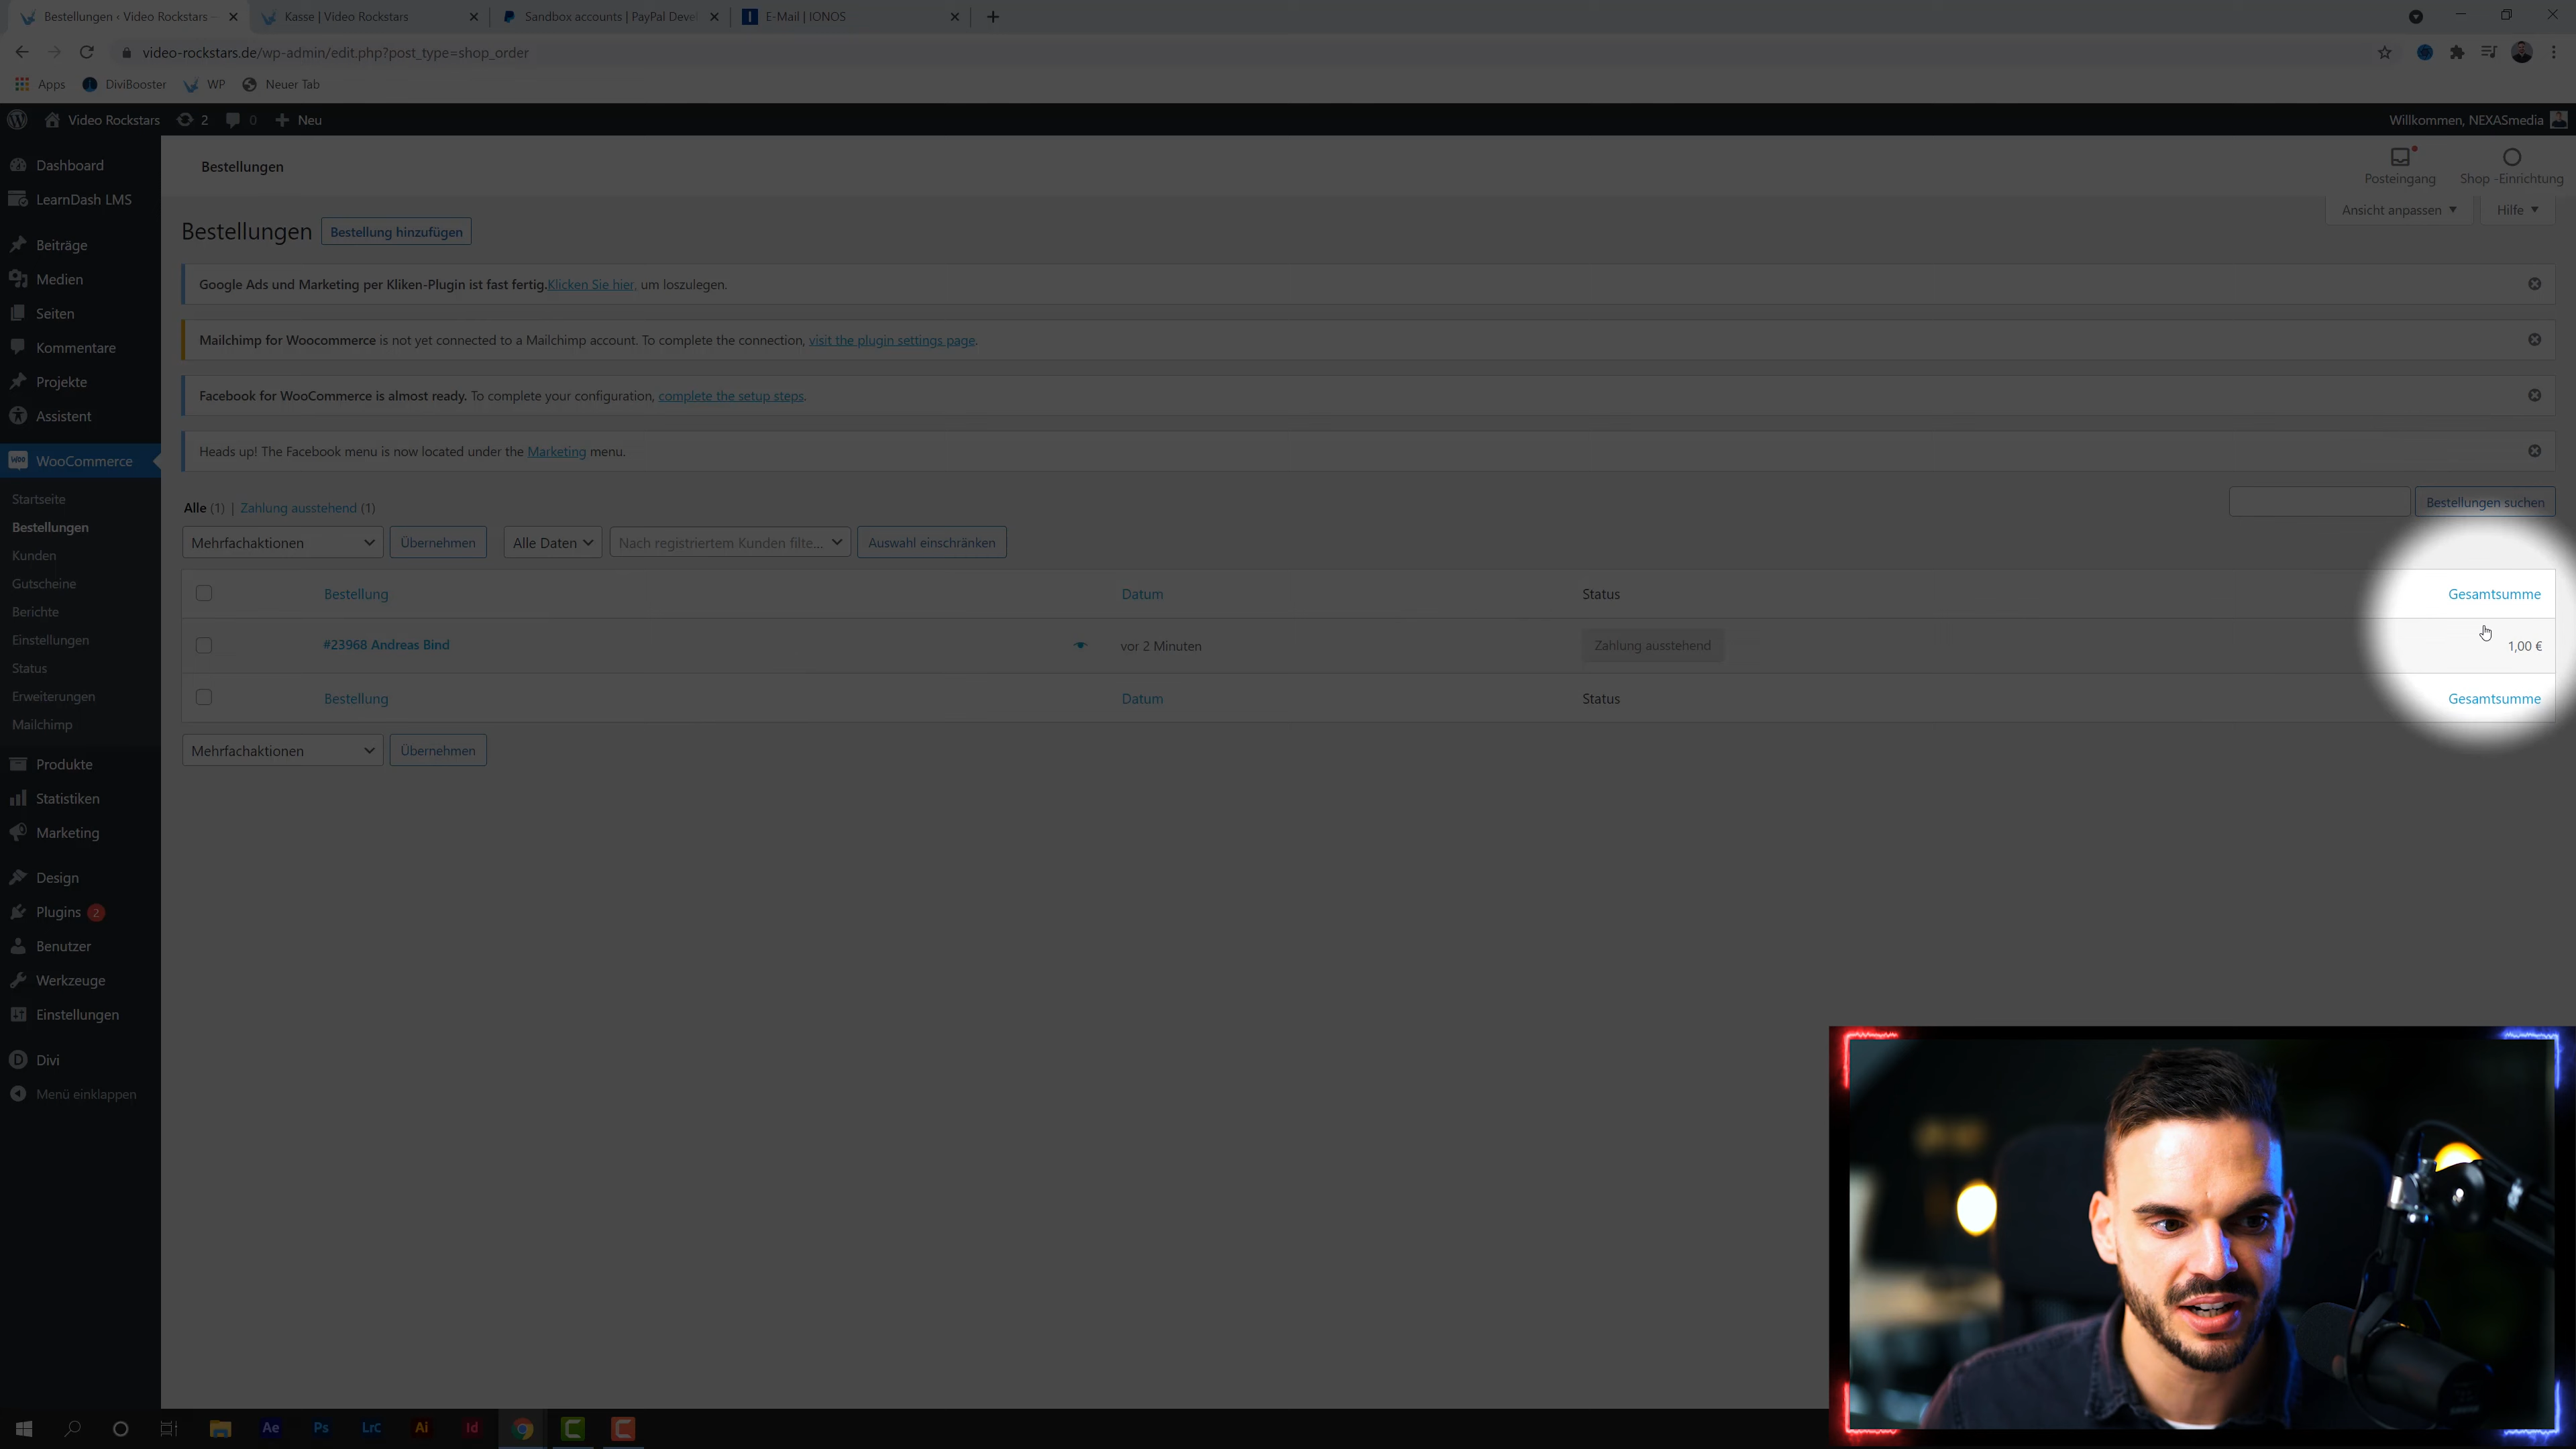 Bestellungen ‹ Video Rockstars –
Kasse | Video Rockstars
Sandbox accounts | PayPal Devel
E-Mail | IONOS
video-rockstars.de/wp-admin/edit.php?post_type=shop_order
Apps
DiviBooster
WP
Neuer Tab
Video Rockstars
2
0
Neu
Willkommen, NEXASmedia
Dashboard
LearnDash LMS
Beiträge
Medien
Seiten
Kommentare
Projekte
Assistent
WooCommerce
Startseite
Bestellungen
Kunden
Gutscheine
Berichte
Einstellungen
Status
Erweiterungen
Mailchimp
Produkte
Statistiken
Marketing
Design
Plugins 2
Benutzer
Werkzeuge
Einstellungen
Divi
Menü einklappen
Bestellungen
Posteingang
Shop -Einrichtung
Ansicht anpassen
Hilfe
Bestellungen
Bestellung hinzufügen
Google Ads und Marketing per Kliken-Plugin ist fast fertig.Klicken Sie hier, um loszulegen.
Mailchimp for Woocommerce is not yet connected to a Mailchimp account. To complete the connection, visit the plugin settings page.
Facebook for WooCommerce is almost ready. To complete your configuration, complete the setup steps.
Heads up! The Facebook menu is now located under the Marketing menu.
Alle (1) | Zahlung ausstehend (1)
Bestellungen suchen
Mehrfachaktionen
Übernehmen
Alle Daten
Nach registriertem Kunden filte...
Auswahl einschränken
Bestellung Datum Status Gesamtsumme
#23968 Andreas Bind vor 2 Minuten Zahlung ausstehend 1,00 €
Bestellung Datum Status Gesamtsumme
Mehrfachaktionen
Übernehmen
Ae
Ps
LrC
Ai
Id